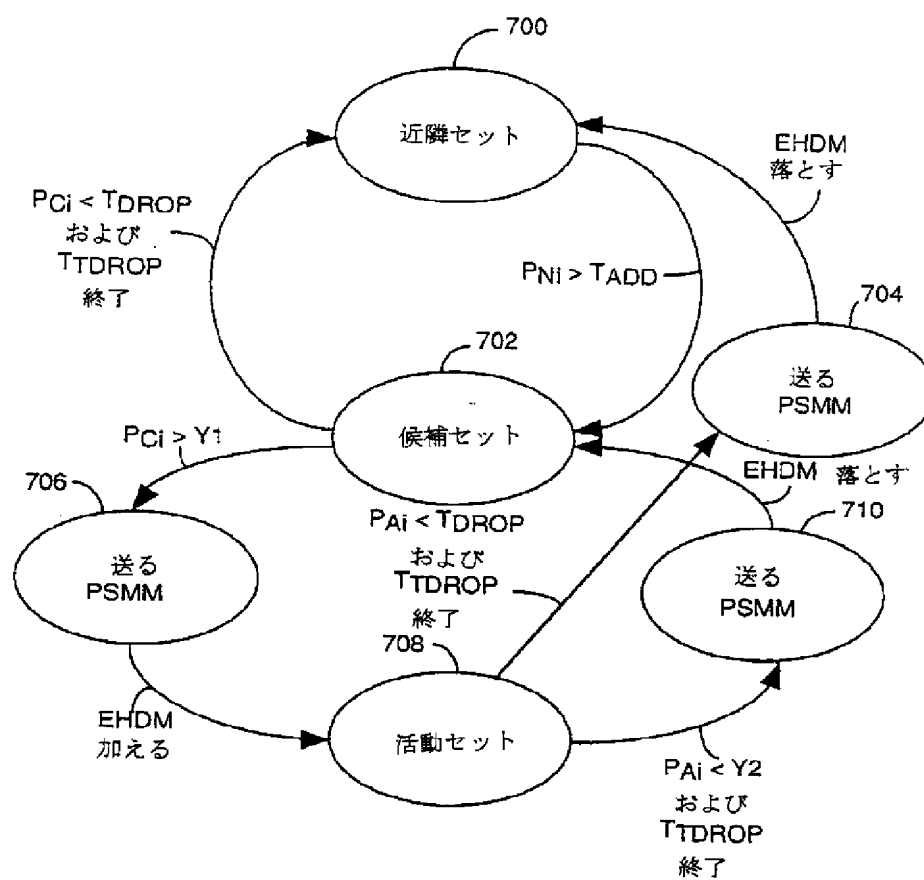 700
近隣セット
EHDM
落とす
PCi < TDROP
および
TTDROP
終了
PNi > TADD
704
送る
PSMM
702
候補セット
PCi > Y1
706
送る
PSMM
PAi < TDROP
および
TTDROP
終了
EHDM 落とす
710
送る
PSMM
708
活動セット
EHDM
加える
PAi < Y2
および
TTDROP
終了